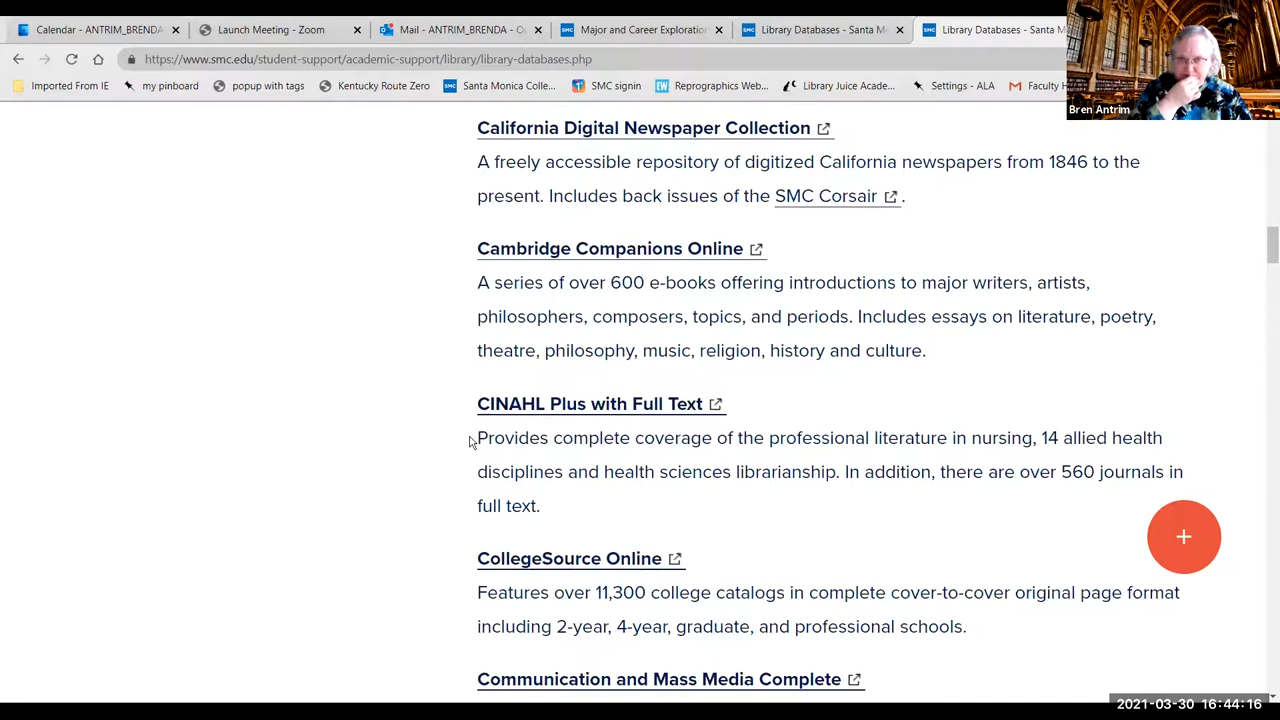 Calendar - ANTRIM_BRENDA
Launch Meeting - Zoom
Mail - ANTRIM_BRENDA - O
Major and Career Exploratio
Library Databases - Santa M
Library Databases - Santa M
https://www.smc.edu/student-support/academic-support/library/library-databases.php
Imported From IE
my pinboard
popup with tags
Kentu
Santa Monica Colle...
SMC signin
Reprographics Web...
Library Juice Acade...
Settings - ALA
Faculty H
Bren Antrim
California Digital Newspaper Collection
A freely accessible repository of digitized California newspapers from 1846 to the
present. Includes back issues of the SMC Corsair .
Cambridge Companions Online
A series of over 600 e-books offering introductions to major writers, artists,
philosophers, composers, topics, and periods. Includes essays on literature, poetry,
theatre, philosophy, music, religion, history and culture.
CINAHL Plus with Full Text
Provides complete coverage of the professional literature in nursing, 14 allied health
disciplines and health sciences librarianship. In addition, there are over 560 journals in
full text.
CollegeSource Online
Features over 11,300 college catalogs in complete cover-to-cover original page format
including 2-year, 4-year, graduate, and professional schools.
Communication and Mass Media Complete
2021-03-30 16:44:16